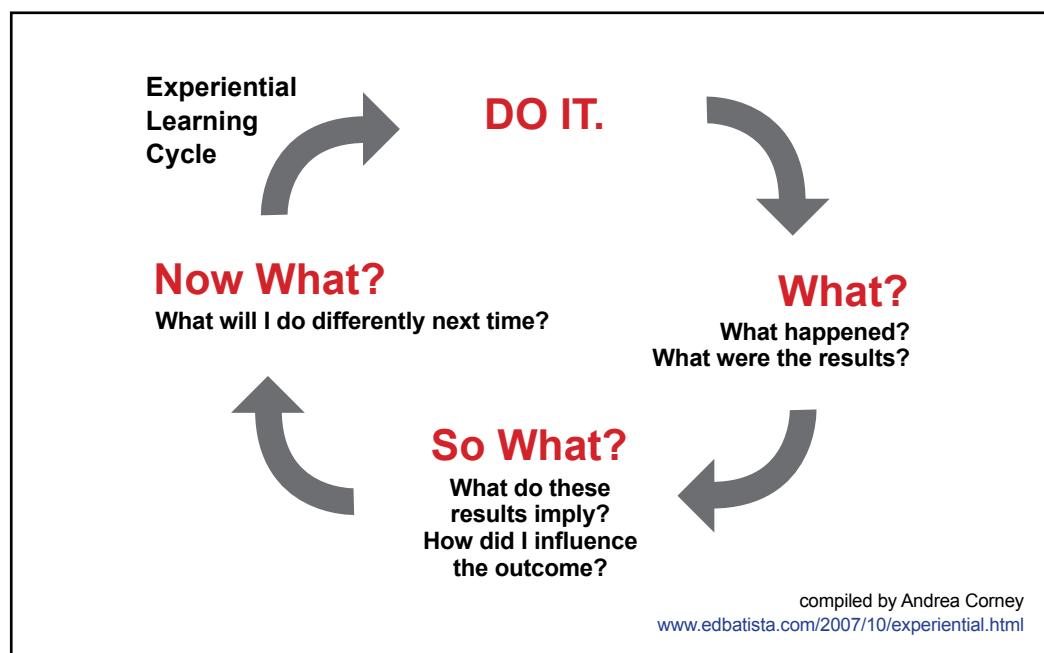 Experiential
Learning
Cycle
DO IT.
What?
What happened?
What were the results?
So What?
What do these
results imply?
How did I influence
the outcome?
Now What?
What will I do differently next time?
compiled by Andrea Corney
www.edbatista.com/2007/10/experiential.html